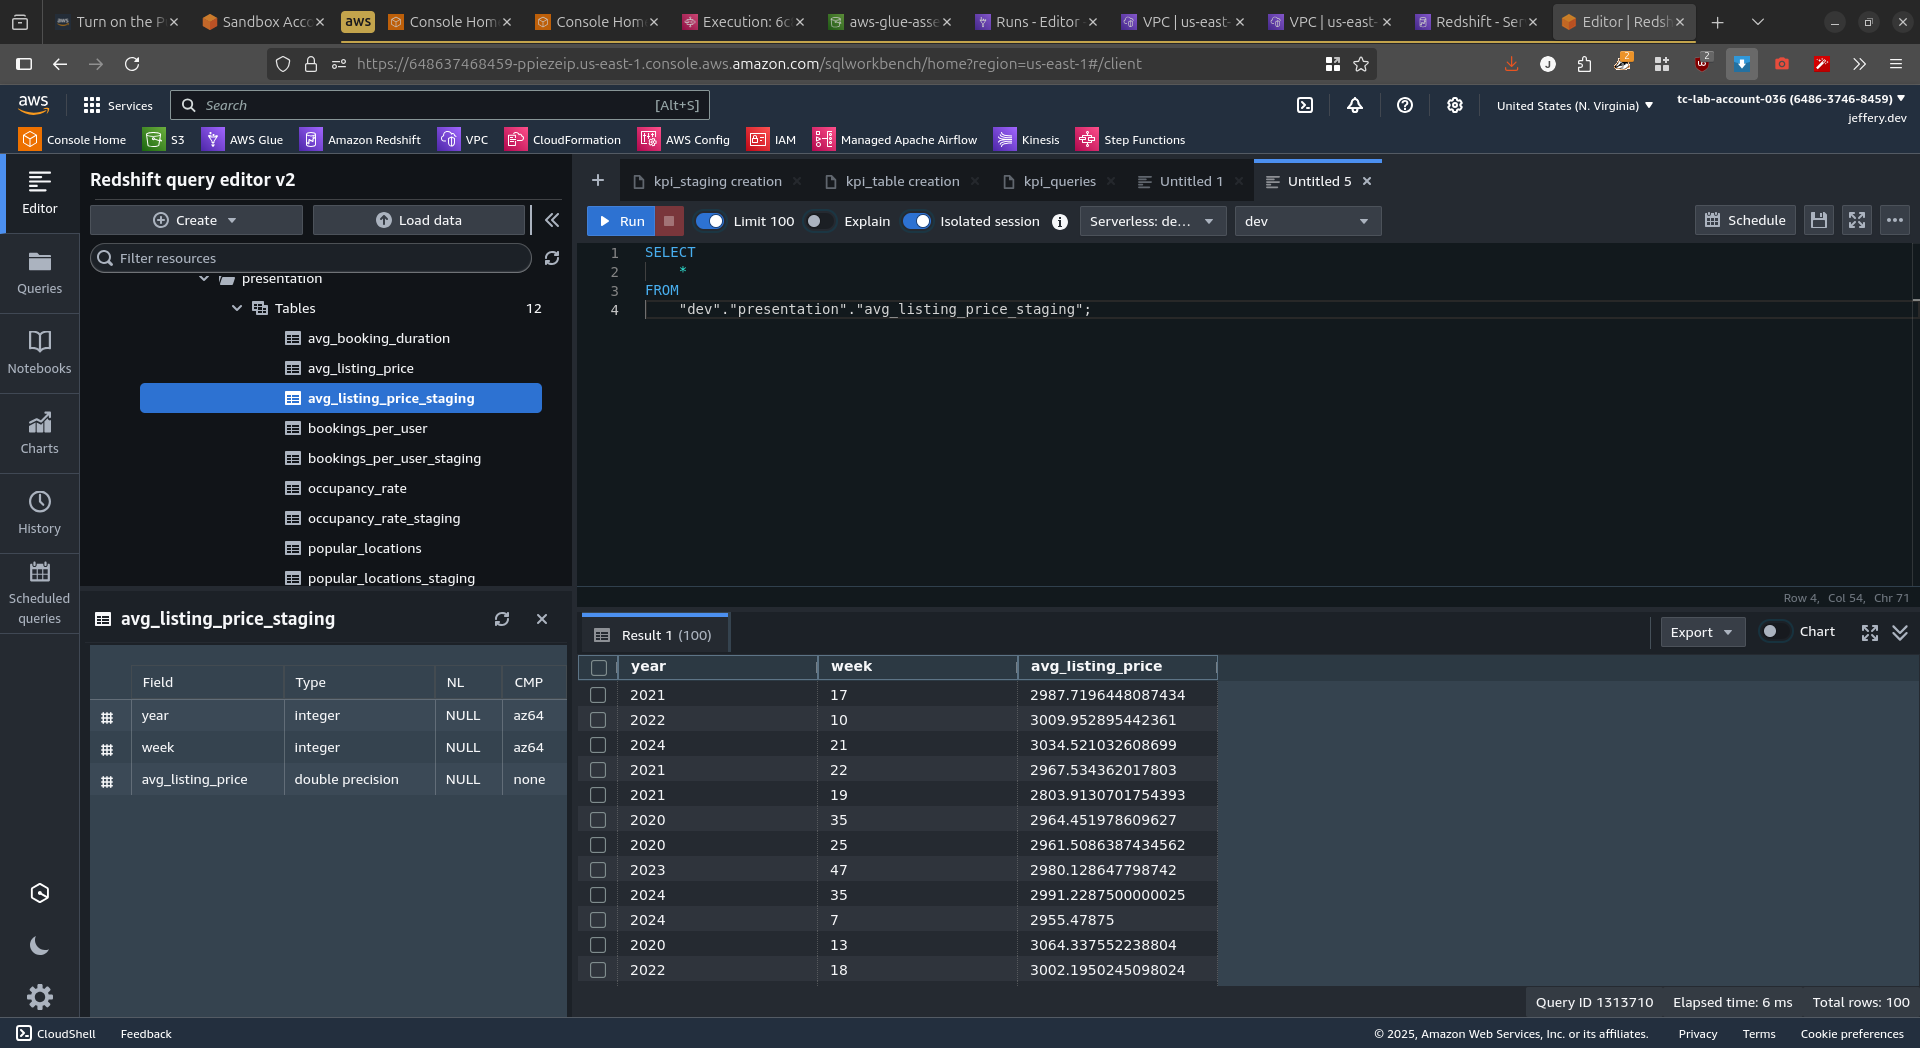 Turn on the P
Sandbox Acc
aws
Console Hom
Console Hom
Execution: 6c
aws-glue-asse
Runs - Editor
VPC | us-east-
VPC | us-east-
Redshift - Ser
Editor | Redsh
https://648637468459-ppiezeip.us-east-1.console.aws.amazon.com/sqlworkbench/home?region=us-east-1#/client
2
J
2
aws
Services
Search
[Alt+S]
United States (N. Virginia)
tc-lab-account-036 (6486-3746-8459)
jeffery.dev
Console Home
S3
AWS Glue
Amazon Redshift
VPC
CloudFormation
AWS Config
IAM
Managed Apache Airflow
Kinesis
Step Functions
Editor
Queries
Notebooks
Charts
History
Scheduled
queries
Redshift query editor v2
Create
Load data
Filter resources
presentation
Tables
12
avg_booking_duration
avg_listing_price
avg_listing_price_staging
bookings_per_user
bookings_per_user_staging
occupancy_rate
occupancy_rate_staging
popular_locations
popular_locations_staging
avg_listing_price_staging
Field Type NL CMP
year integer NULL az64
week integer NULL az64
avg_listing_price double precision NULL none
kpi_staging creation
kpi_table creation
kpi_queries
Untitled 1
Untitled 5
Run
Limit 100
Explain
Isolated session
Serverless: de...
dev
Schedule
1 SELECT
2 *
3 FROM
4 "dev"."presentation"."avg_listing_price_staging";
Row 4, Col 54, Chr 71
Result 1 (100)
Export
Chart
year week avg_listing_price
2021 17 2987.7196448087434
2022 10 3009.952895442361
2024 21 3034.521032608699
2021 22 2967.534362017803
2021 19 2803.9130701754393
2020 35 2964.451978609627
2020 25 2961.5086387434562
2023 47 2980.128647798742
2024 35 2991.2287500000025
2024 7 2955.47875
2020 13 3064.337552238804
2022 18 3002.1950245098024
Query ID 1313710
Elapsed time: 6 ms
Total rows: 100
CloudShell
Feedback
© 2025, Amazon Web Services, Inc. or its affiliates.
Privacy
Terms
Cookie preferences